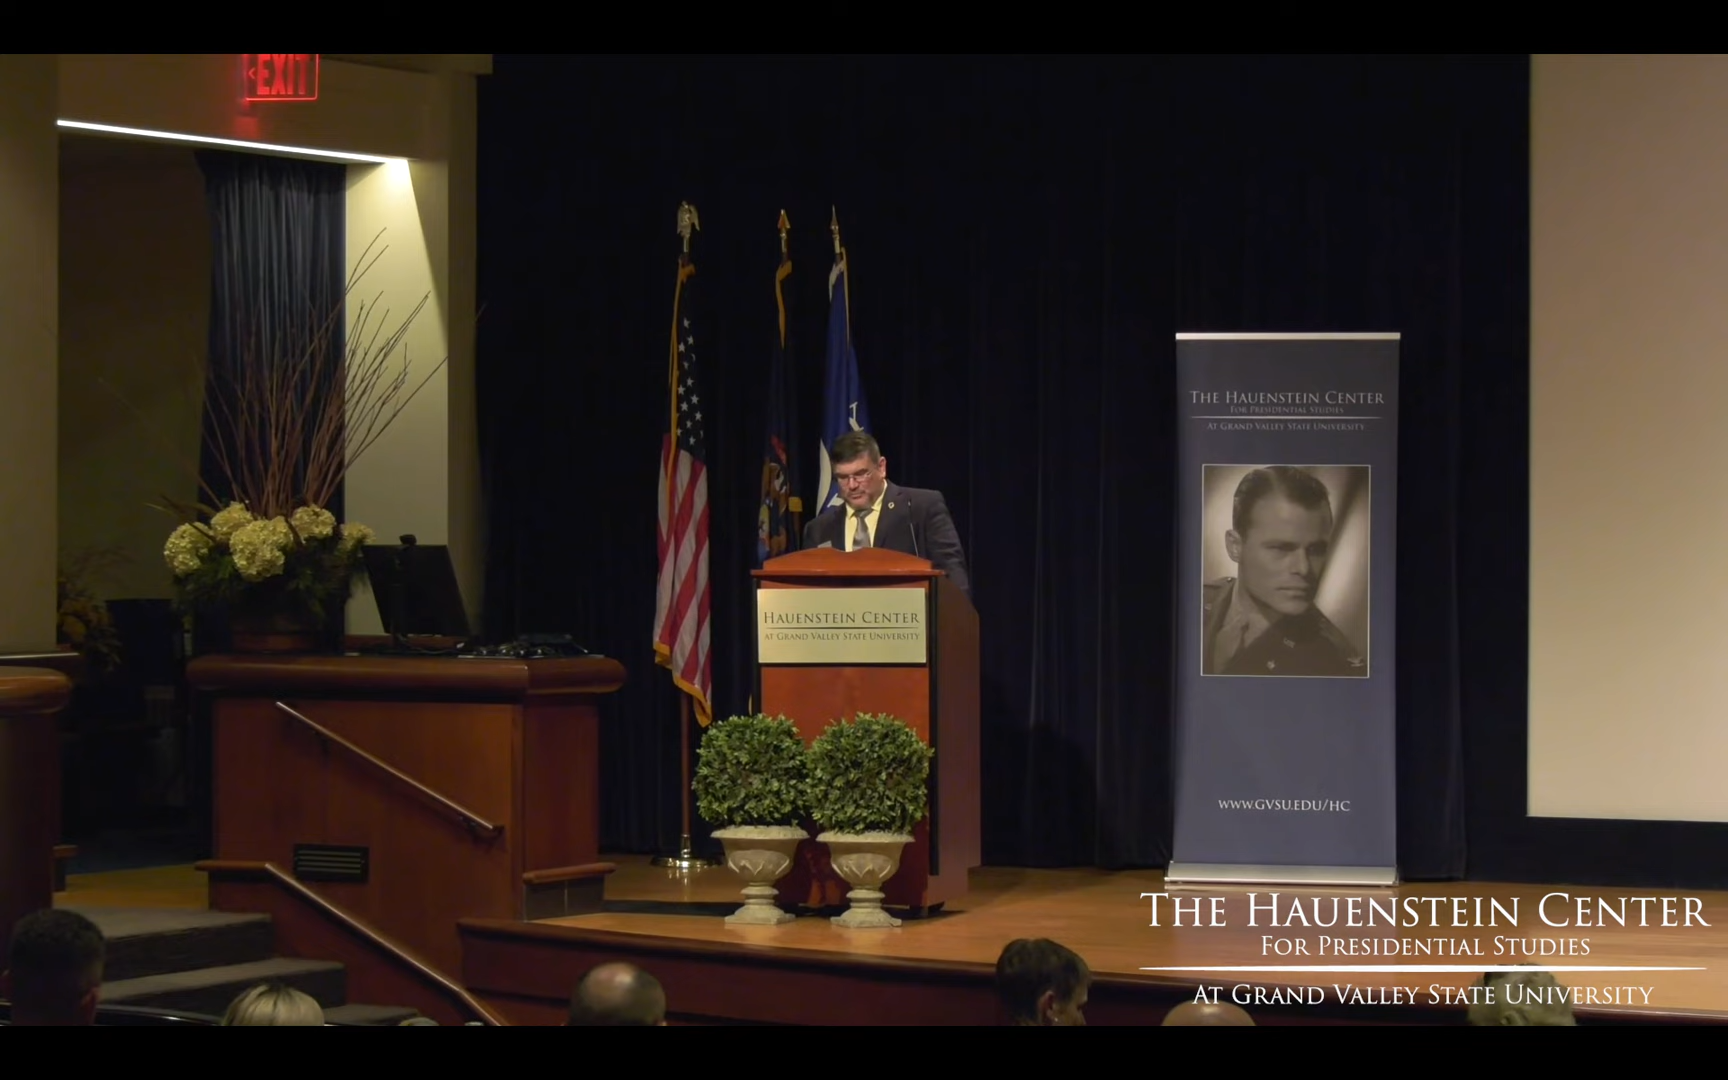 EXIT
THE HAUENSTEIN CENTER
FOR PRESIDENTIAL STUDIES
AT GRAND VALLEY STATE UNIVERSITY
HAUENSTEIN CENTER
AT GRAND VALLEY STATE UNIVERSITY
WWW.GVSU.EDU/HC
THE HAUENSTEIN CENTER
FOR PRESIDENTIAL STUDIES
AT GRAND VALLEY STATE UNIVERSITY